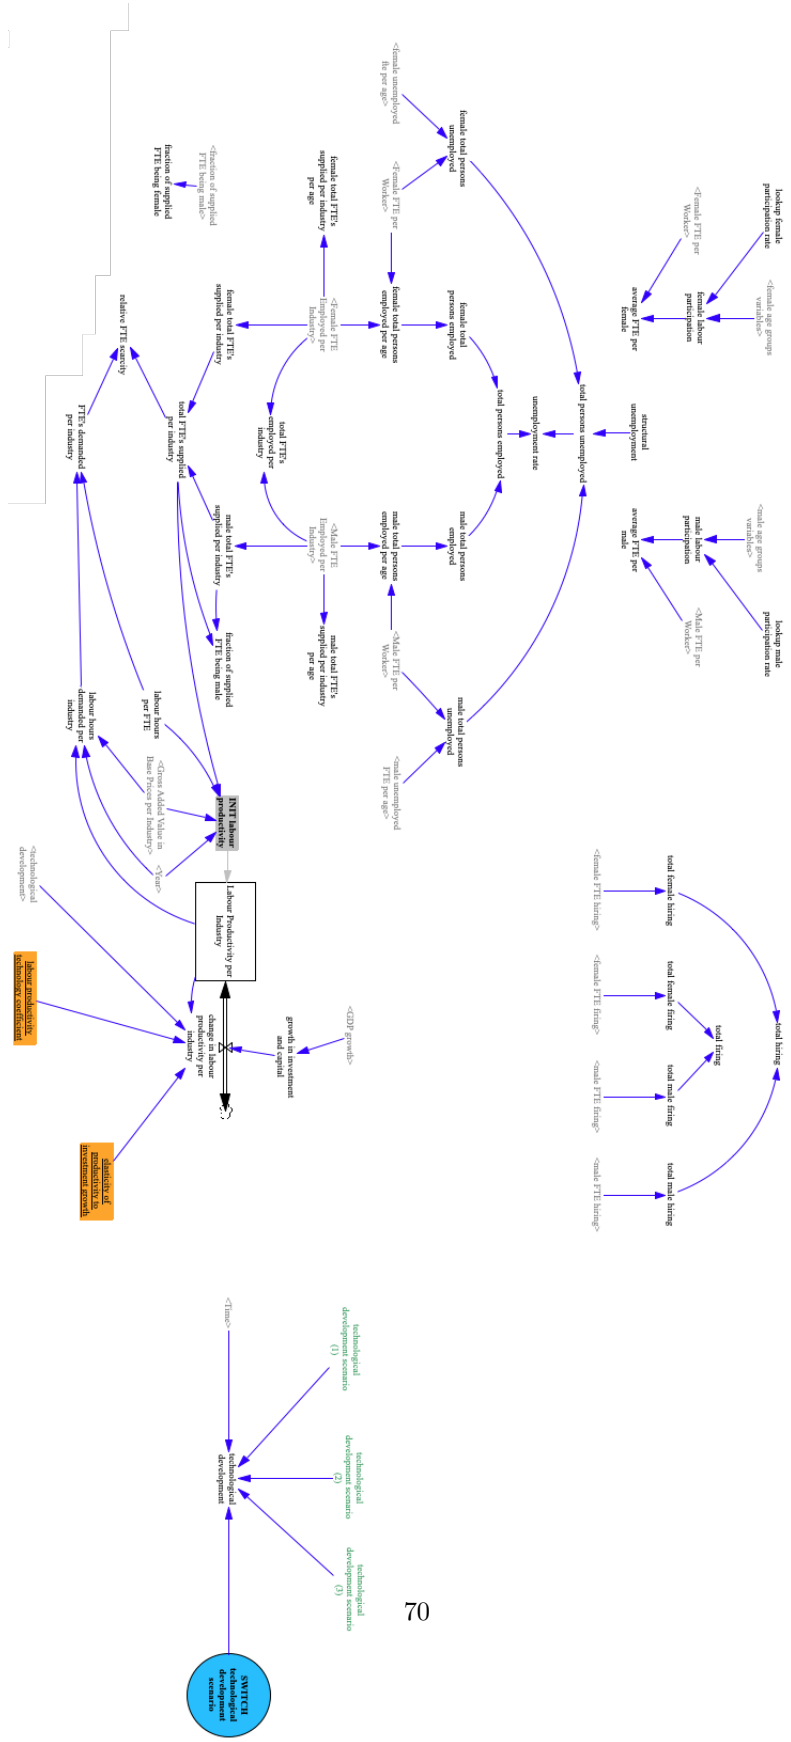 lookup female
participation rate
<female age groups
variables>
<Female FTE per
Worker>
female labour
participation
average FTE per
female
structural
unemployment
<male age groups
variables>
lookup male
participation rate
male labour
participation
average FTE per
male
<Male FTE per
Worker>
total persons unemployed
unemployment rate
total persons employed
<female unemployed
fte per age>
female total persons
unemployed
<Female FTE per
Worker>
female total persons
employed per age
female total
persons employed
male total persons
employed
male total persons
employed per age
<Male FTE per
Worker>
male total persons
unemployed
<male unemployed
FTE per age>
female total FTE's
supplied per industry
per age
<Female FTE
Employed per
Industry>
total FTE's
employed per
industry
<Male FTE
Employed per
Industry>
male total FTE's
supplied per industry
per age
<fraction of supplied
FTE being male>
fraction of supplied
FTE being female
female total FTE's
supplied per industry
total FTE's supplied
per industry
male total FTE's
supplied per industry
fraction of supplied
FTE being male
relative FTE scarcity
FTE's demanded
per industry
labour hours
per FTE
labour hours
demanded per
industry
<Gross Added Value in
Base Prices per Industry>
<Year>
INIT labour
productivity
Labour Productivity per
Industry
<technological
development>
labour productivity
technology coefficient
change in labour
productivity per
industry
growth in investment
and capital
<GDP growth>
elasticity of
productivity to
investment growth
total hiring
total female hiring
<female FTE hiring>
total firing
total female firing
<female FTE firing>
total male firing
<male FTE firing>
total male hiring
<male FTE hiring>
technological
development scenario
(1)
technological
development scenario
(2)
technological
development scenario
(3)
<Time>
technological
development
SWITCH
technological
development
scenario
70